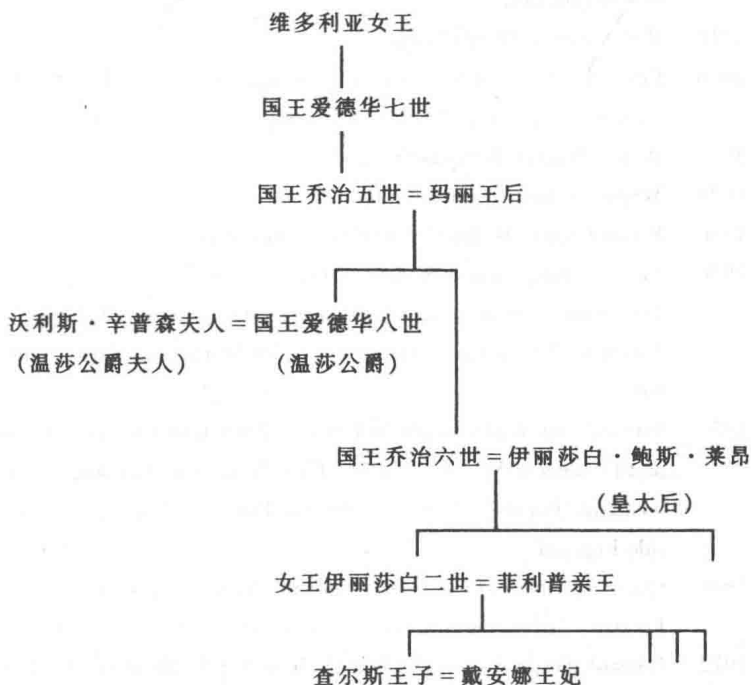 维多利亚女王
国王爱德华七世
国王乔治五世=玛丽王后
沃利斯·辛普森夫人=国王爱德华八世
(温莎公爵夫人) (温莎公爵)
国王乔治六世=伊丽莎白·鲍斯·莱昂
(皇太后)
女王伊丽莎白二世=菲利普亲王
查尔斯王子=戴安娜王妃